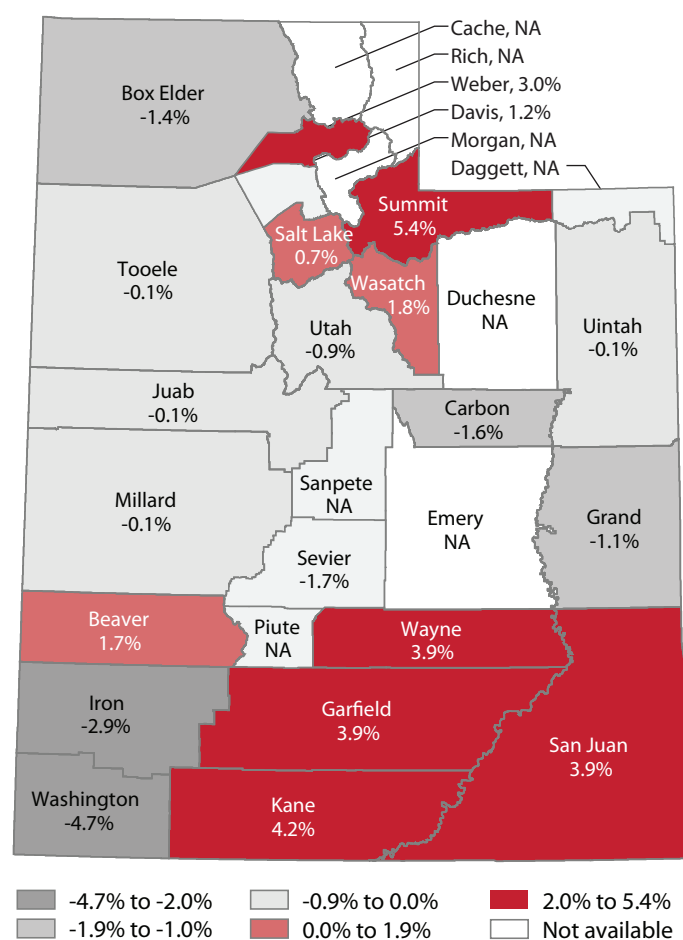 Cache, NA
Rich, NA
Weber, 3.0%
Davis, 1.2%
Morgan, NA
Daggett, NA
Box Elder
-1.4%
Summit
5.4%
Salt Lake
0.7%
Tooele
-0.1%
Wasatch
1.8%
Duchesne
NA
Uintah
-0.1%
Utah
-0.9%
Juab
-0.1%
Carbon
-1.6%
Sanpete
NA
Millard
-0.1%
Emery
NA
Grand
-1.1%
Sevier
-1.7%
Beaver
1.7%
Piute
NA
Wayne
3.9%
Iron
-2.9%
Garfield
3.9%
San Juan
3.9%
Washington
-4.7%
Kane
4.2%
-4.7% to -2.0%
-0.9% to 0.0%
2.0% to 5.4%
-1.9% to -1.0%
0.0% to 1.9%
Not available